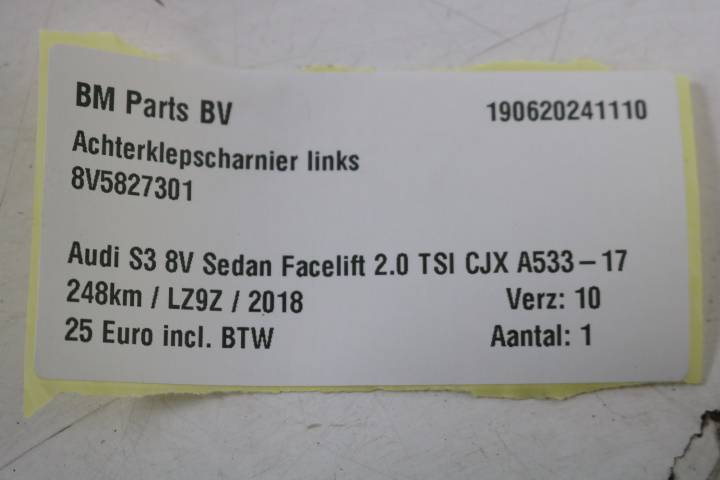 BM Parts BV 190620241110
Achterklepscharnier links
8V5827301
Audi S3 8V Sedan Facelift 2.0 TSI CJX A533-17
248km / LZ9Z / 2018 Verz: 10
25 Euro incl. BTW Aantal: 1